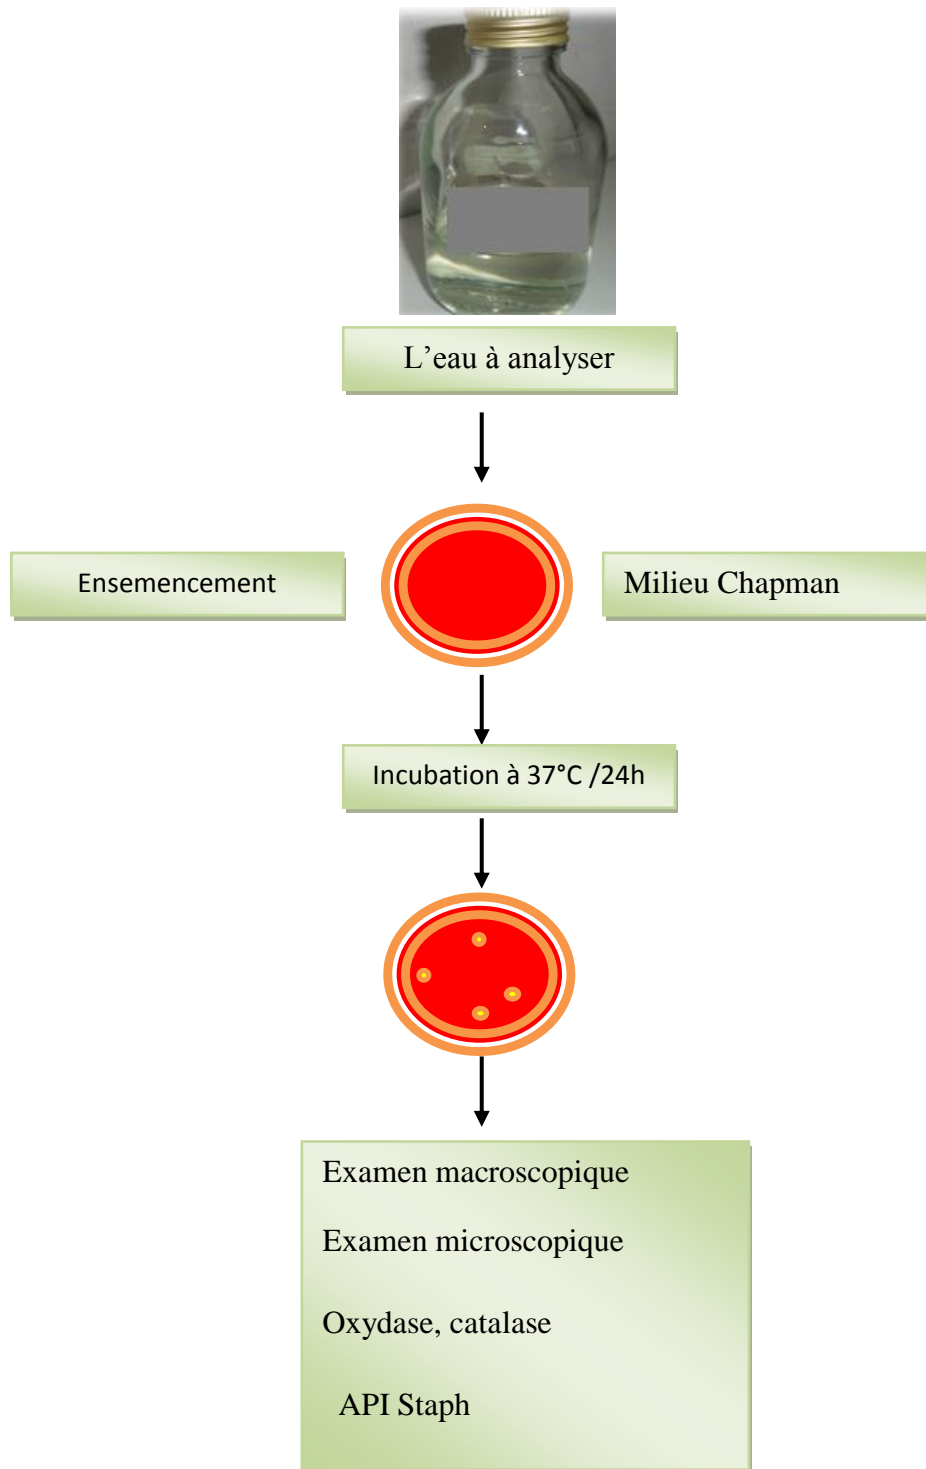 L’eau à analyser
Ensemencement
Milieu Chapman
Incubation à 37°C /24h
Examen macroscopique
Examen microscopique
Oxydase, catalase
API Staph